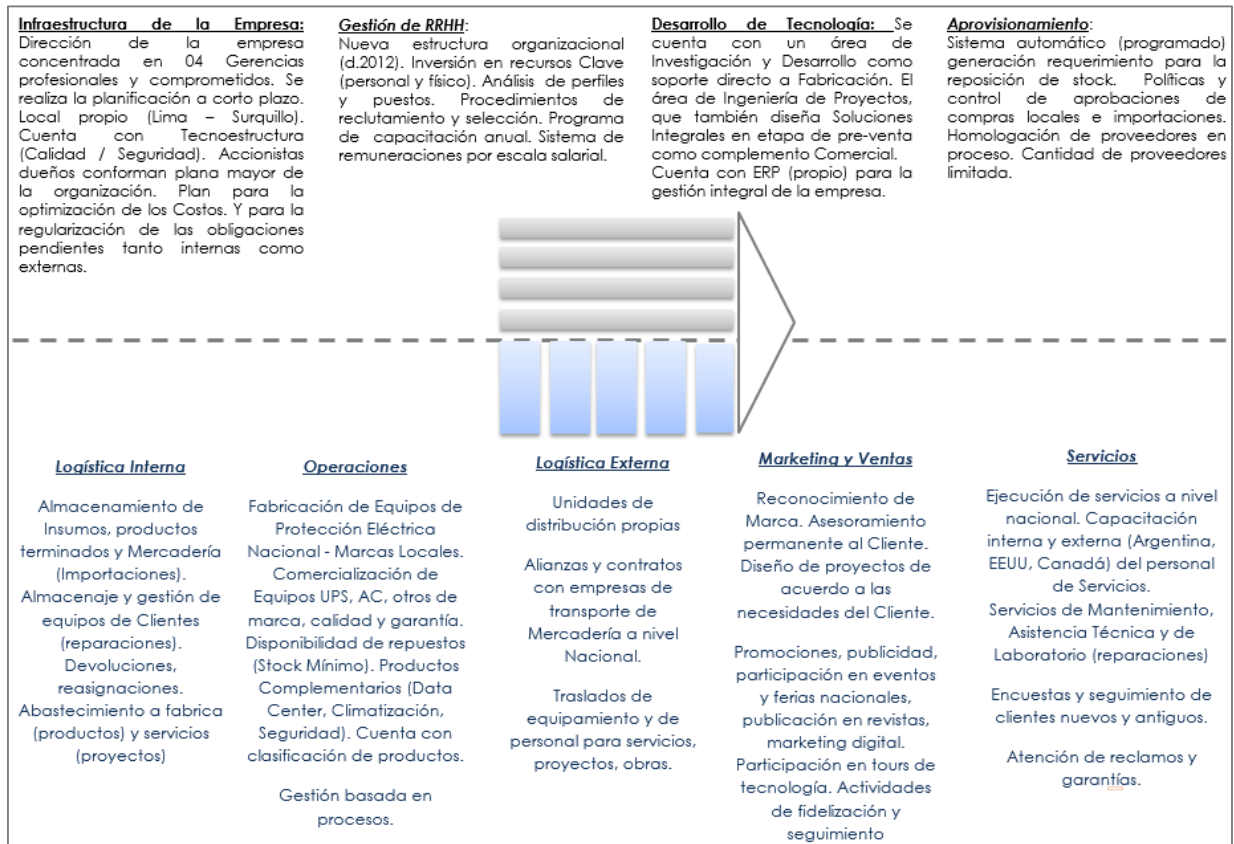 Infraestructura de la Empresa:
Dirección de la empresa
concentrada en 04 Gerencias
profesionales y comprometidos. Se
realiza la planificación a corto plazo.
Local propio (Lima – Surquillo).
Cuenta con Tecnoestructura
(Calidad / Seguridad). Accionistas
dueños conforman plana mayor de
la organización. Plan para la
optimización de los Costos. Y para la
regularización de las obligaciones
pendientes tanto internas como
externas.
Gestión de RRHH:
Nueva estructura organizacional
(d.2012). Inversión en recursos Clave
(personal y físico). Análisis de perfiles
y puestos. Procedimientos de
reclutamiento y selección. Programa
de capacitación anual. Sistema de
remuneraciones por escala salarial.
Desarrollo de Tecnología: Se
cuenta con un área de
Investigación y Desarrollo como
soporte directo a Fabricación. El
área de Ingeniería de Proyectos,
que también diseña Soluciones
Integrales en etapa de pre-venta
como complemento Comercial.
Cuenta con ERP (propio) para la
gestión integral de la empresa.
Aprovisionamiento:
Sistema automático (programado)
generación requerimiento para la
reposición de stock. Políticas y
control de aprobaciones de
compras locales e importaciones.
Homologación de proveedores en
proceso. Cantidad de proveedores
limitada.
Logística Interna
Almacenamiento de
Insumos, productos
terminados y Mercadería
(Importaciones).
Almacenaje y gestión de
equipos de Clientes
(reparaciones).
Devoluciones,
reasignaciones.
Abastecimiento a fabrica
(productos) y servicios
(proyectos)
Operaciones
Fabricación de Equipos de
Protección Eléctrica
Nacional - Marcas Locales.
Comercialización de
Equipos UPS, AC, otros de
marca, calidad y garantía.
Disponibilidad de repuestos
(Stock Mínimo). Productos
Complementarios (Data
Center, Climatización,
Seguridad). Cuenta con
clasificación de productos.
Gestión basada en
procesos.
Logística Externa
Unidades de
distribución propias
Alianzas y contratos
con empresas de
transporte de
Mercadería a nivel
Nacional.
Traslados de
equipamiento y de
personal para servicios,
proyectos, obras.
Marketing y Ventas
Reconocimiento de
Marca. Asesoramiento
permanente al Cliente.
Diseño de proyectos de
acuerdo a las
necesidades del Cliente.
Promociones, publicidad,
participación en eventos
y ferias nacionales,
publicación en revistas,
marketing digital.
Participación en tours de
tecnología. Actividades
de fidelización y
seguimiento
Servicios
Ejecución de servicios a nivel
nacional. Capacitación
interna y externa (Argentina,
EEUU, Canadá) del personal
de Servicios.
Servicios de Mantenimiento,
Asistencia Técnica y de
Laboratorio (reparaciones)
Encuestas y seguimiento de
clientes nuevos y antiguos.
Atención de reclamos y
garantías.